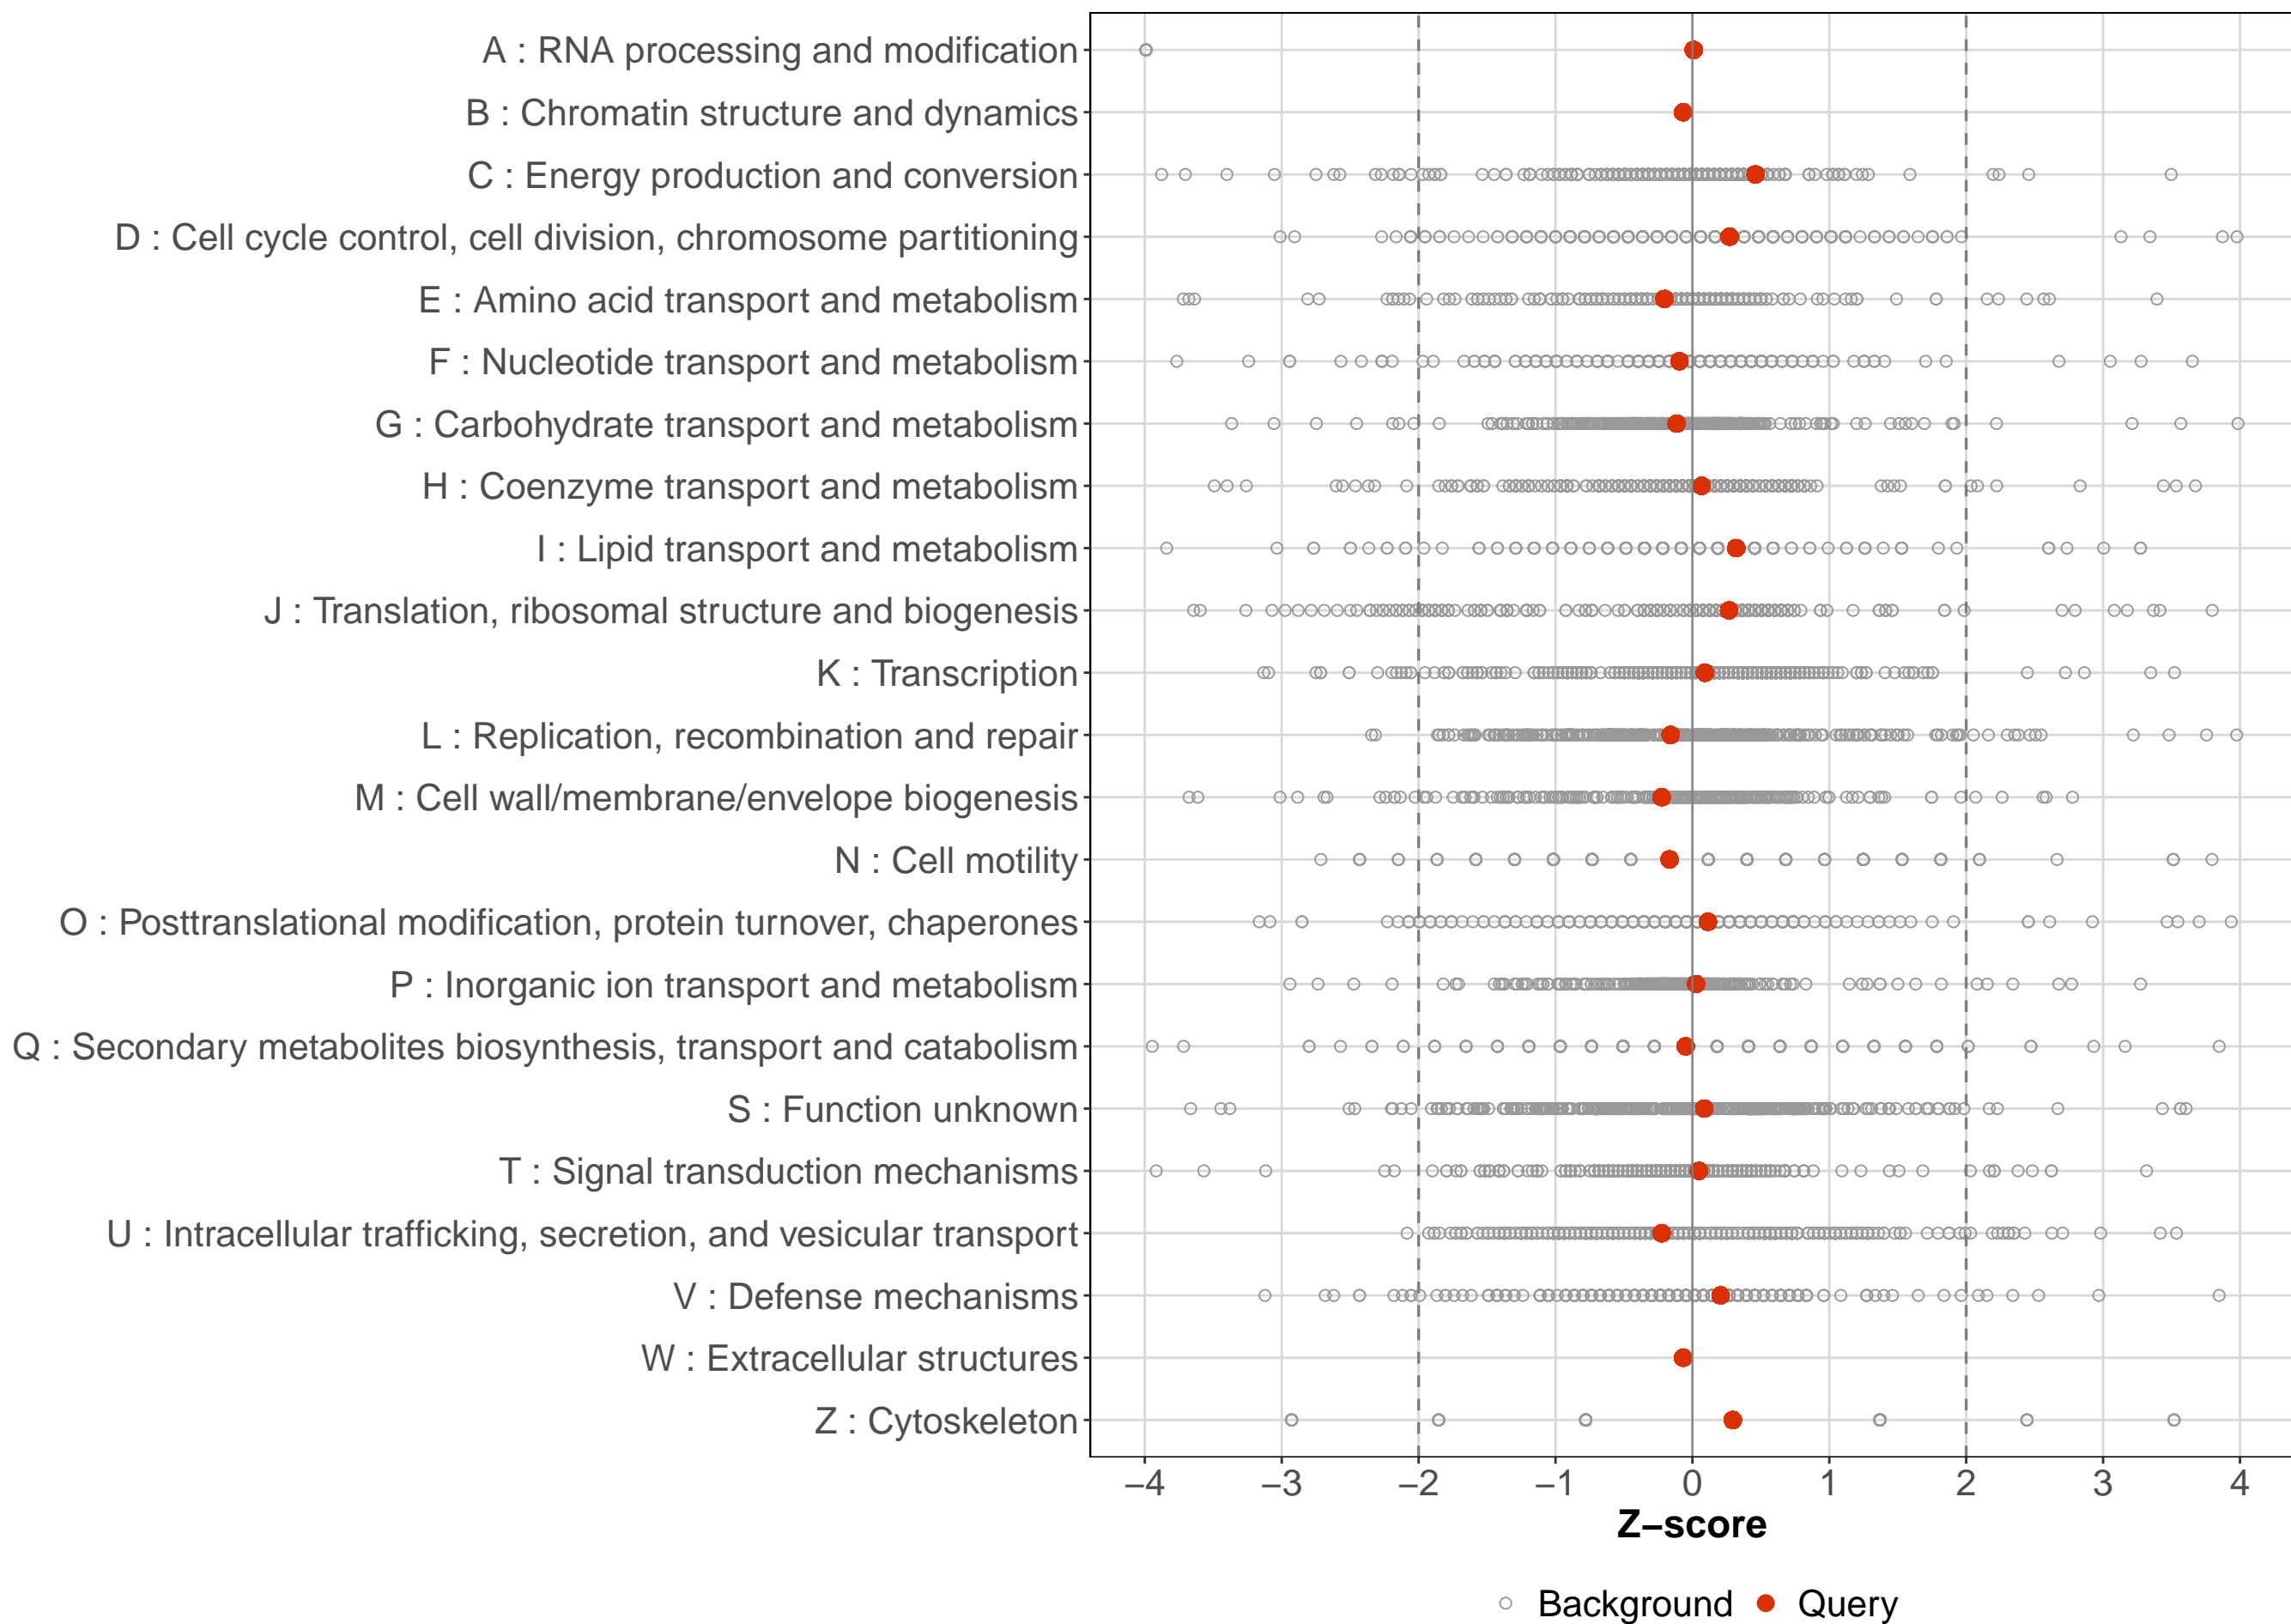 A : RNA processing and modification
B : Chromatin structure and dynamics
C : Energy production and conversion
D : Cell cycle control, cell division, chromosome partitioning
E : Amino acid transport and metabolism
F : Nucleotide transport and metabolism
G : Carbohydrate transport and metabolism
H : Coenzyme transport and metabolism
I : Lipid transport and metabolism
J : Translation, ribosomal structure and biogenesis
K : Transcription
L : Replication, recombination and repair
M : Cell wall/membrane/envelope biogenesis
N : Cell motility
O : Posttranslational modification, protein turnover, chaperones
P : Inorganic ion transport and metabolism
Q : Secondary metabolites biosynthesis, transport and catabolism
S : Function unknown
T : Signal transduction mechanisms
U : Intracellular trafficking, secretion, and vesicular transport
V : Defense mechanisms
W : Extracellular structures
Z : Cytoskeleton
−4 −3 −2 −1 0 1 2 3 4
Z−score
Background Query